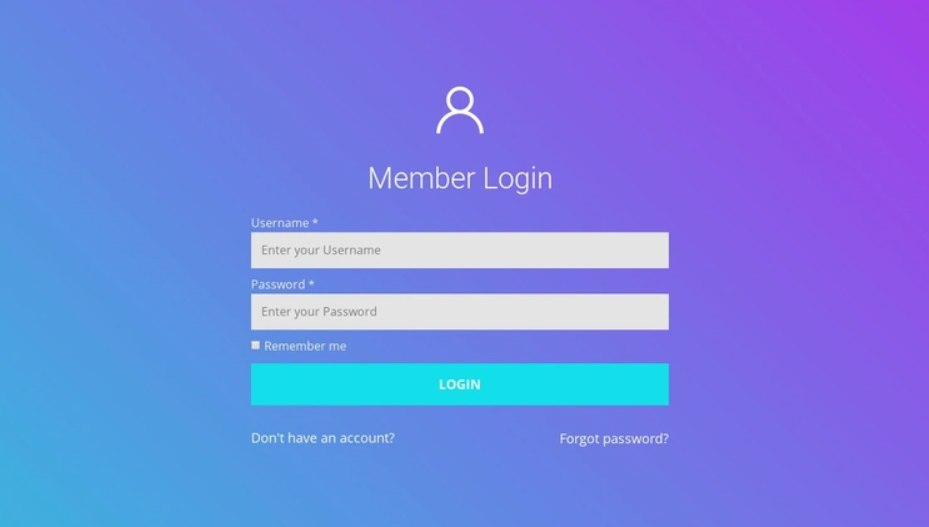 Member Login
Username *
Enter your Username
Password *
Enter your Password
Remember me
LOGIN
Don't have an account? Forgot password?